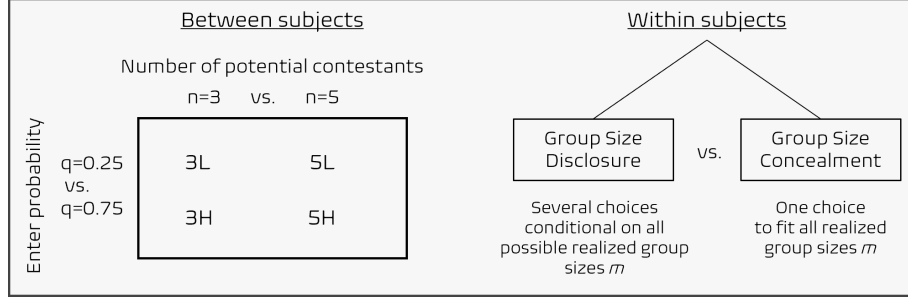 Between subjects
Number of potential contestants
n=3 vs. n=5
Enter probability
q=0.25
vs.
q=0.75
3L 5L
3H 5H
Within subjects
Group Size
Disclosure
vs.
Group Size
Concealment
Several choices
conditional on all
possible realized group
sizes m
One choice
to fit all realized
group sizes m